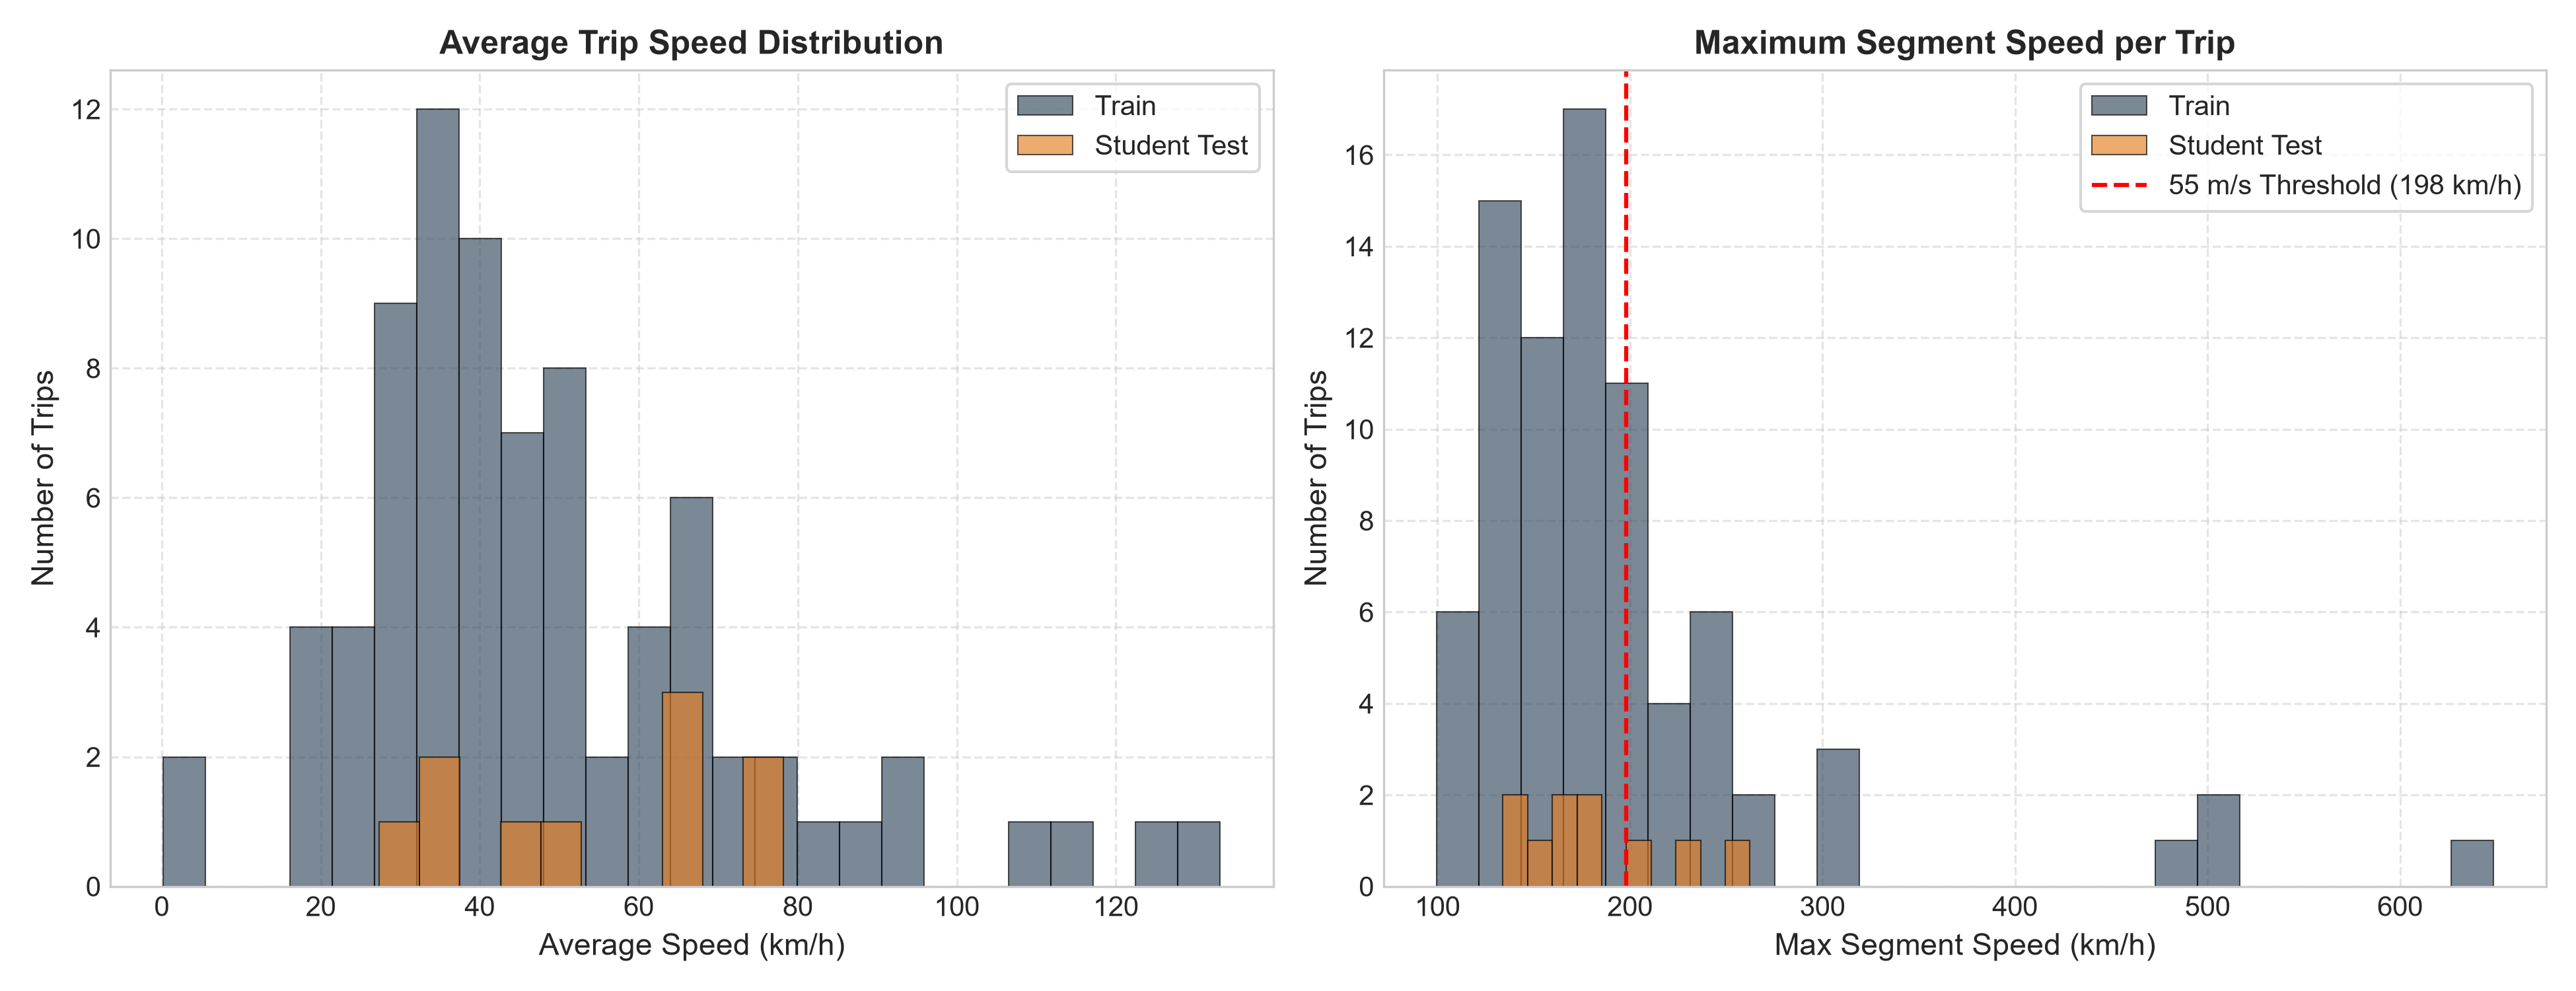 Average Trip Speed Distribution
Train
Student Test
12
10
8
6
4
2
0
Number of Trips
0 20 40 60 80 100 120
Average Speed (km/h)
Maximum Segment Speed per Trip
Train
Student Test
55 m/s Threshold (198 km/h)
16
14
12
10
8
6
4
2
0
Number of Trips
100 200 300 400 500 600
Max Segment Speed (km/h)